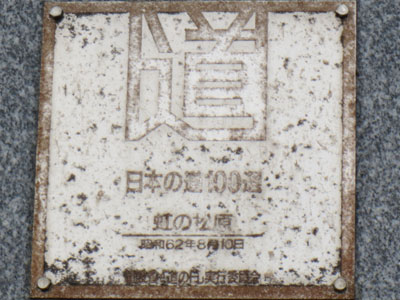 道
日本の道100選
虹の松原
昭和62年8月10日
「道の日」実行委員会